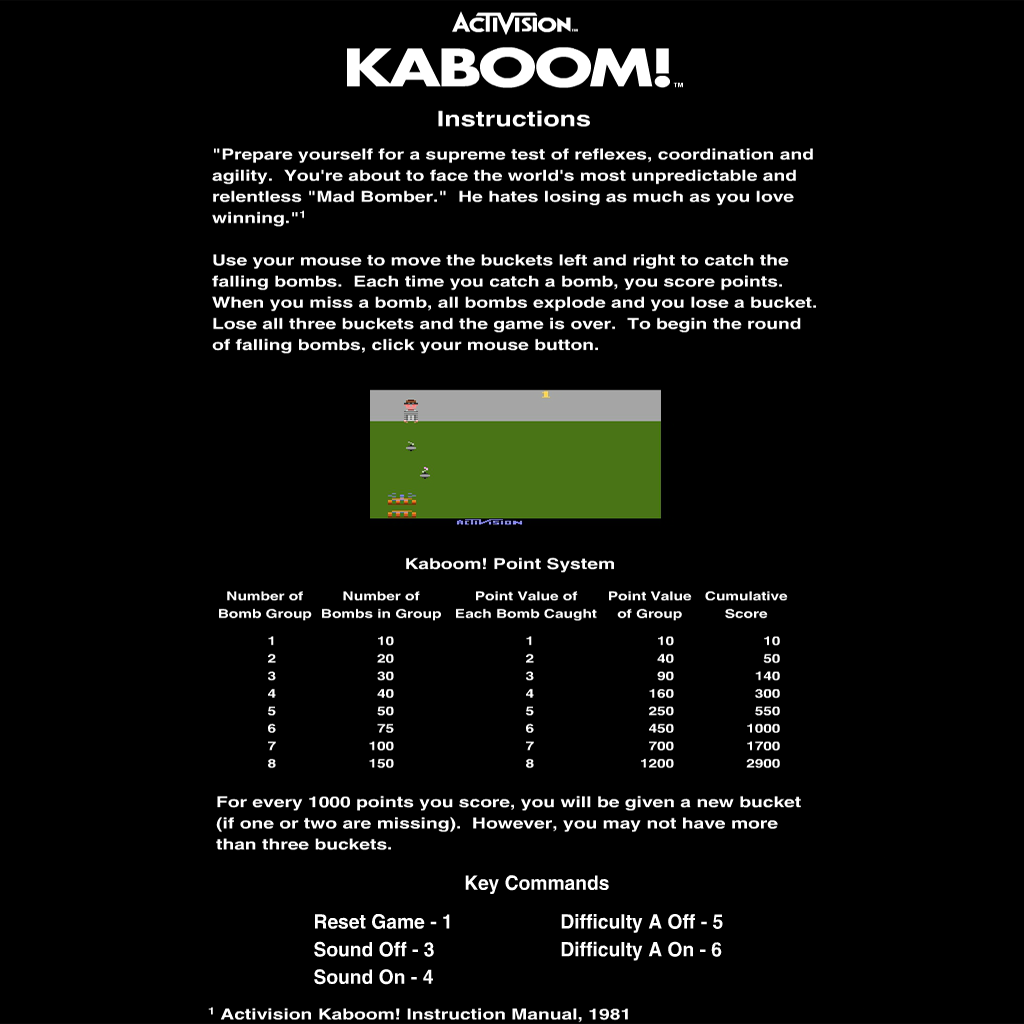 ACTIVISION™
KABOOM!™
Instructions
"Prepare yourself for a supreme test of reflexes, coordination and
agility.  You're about to face the world's most unpredictable and
relentless "Mad Bomber."  He hates losing as much as you love
winning."¹
Use your mouse to move the buckets left and right to catch the
falling bombs.  Each time you catch a bomb, you score points.
When you miss a bomb, all bombs explode and you lose a bucket.
Lose all three buckets and the game is over.  To begin the round
of falling bombs, click your mouse button.
1
ACTIVISION
Kaboom! Point System
Number of Number of Point Value of Point Value Cumulative
Bomb Group Bombs in Group Each Bomb Caught of Group Score
1 10 1 10 10
2 20 2 40 50
3 30 3 90 140
4 40 4 160 300
5 50 5 250 550
6 75 6 450 1000
7 100 7 700 1700
8 150 8 1200 2900
For every 1000 points you score, you will be given a new bucket
(if one or two are missing).  However, you may not have more
than three buckets.
Key Commands
Reset Game - 1 Difficulty A Off - 5
Sound Off - 3 Difficulty A On - 6
Sound On - 4
¹ Activision Kaboom! Instruction Manual, 1981